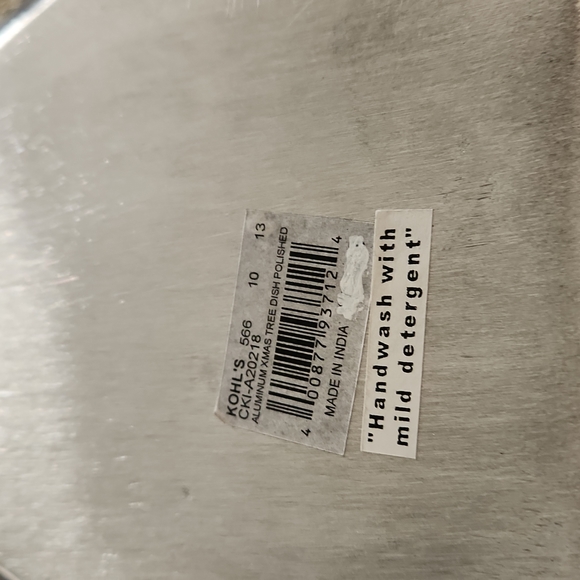 KOHL'S 566 10 13
CKI-A20218
ALUMINUM XMAS TREE DISH POLISHED
4 00877 93712 4
MADE IN INDIA
"Handwash with
mild detergent"